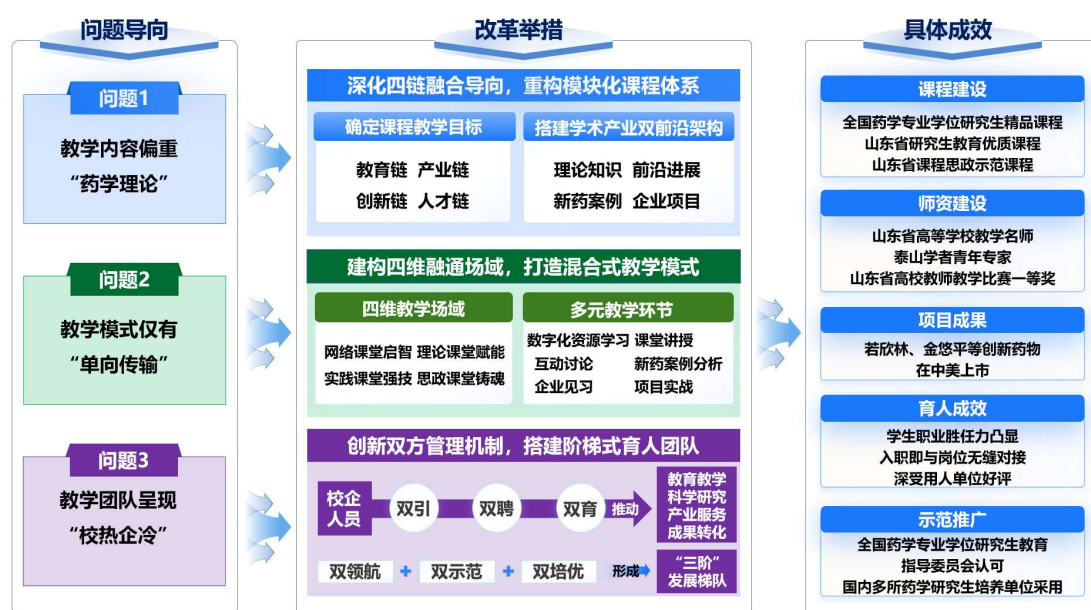 问题导向
问题1
教学内容偏重
“药学理论”
问题2
教学模式仅有
“单向传输”
问题3
教学团队呈现
“校热企冷”
改革举措
深化四链融合导向，重构模块化课程体系
确定课程教学目标
教育链 产业链
创新链 人才链
搭建学术产业双前沿架构
理论知识 前沿进展
新药案例 企业项目
建构四维融通场域，打造混合式教学模式
四维教学场域
网络课堂启智 理论课堂赋能
实践课堂强技 思政课堂铸魂
多元教学环节
数字化资源学习 课堂讲授
互动讨论 新药案例分析
企业见习 项目实战
创新双方管理机制，搭建阶梯式育人团队
校企
人员
双引
双聘
双育
推动
教育教学
科学研究
产业服务
成果转化
双领航 + 双示范 + 双培优 形成
“三阶”
发展梯队
具体成效
课程建设
全国药学专业学位研究生精品课程
山东省研究生教育优质课程
山东省课程思政示范课程
师资建设
山东省高等学校教学名师
泰山学者青年专家
山东省高校教师教学比赛一等奖
项目成果
若欣林、金悠平等创新药物
在中美上市
育人成效
学生职业胜任力凸显
入职即与岗位无缝对接
深受用人单位好评
示范推广
全国药学专业学位研究生教育
指导委员会认可
国内多所药学研究生培养单位采用